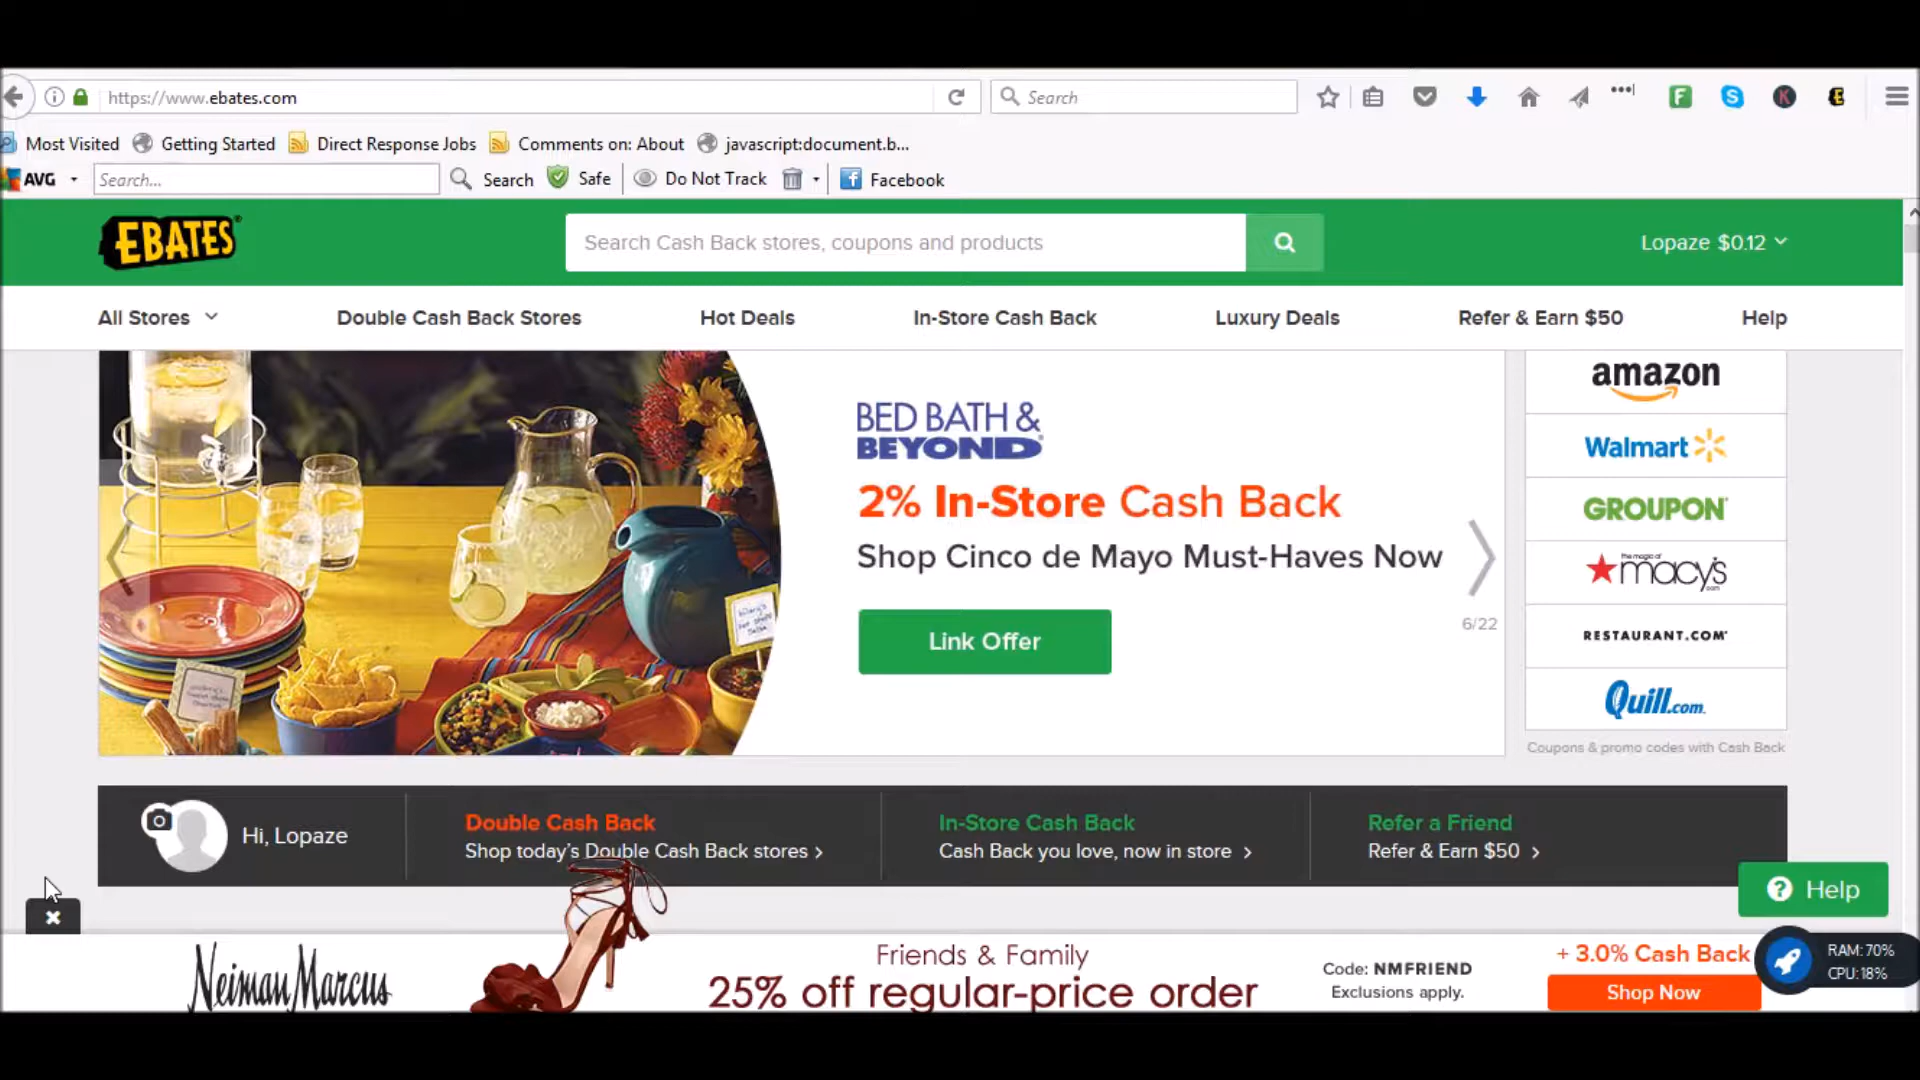 https://www.ebates.com
Search
Most Visited Getting Started Direct Response Jobs Comments on: About javascript:document.b...
AVG Search... Search Safe Do Not Track Facebook
EBATES Search Cash Back stores, coupons and products Lopaze $0.12
All Stores Double Cash Back Stores Hot Deals In-Store Cash Back Luxury Deals Refer & Earn $50 Help
BED BATH &
BEYOND
2% In-Store Cash Back
Shop Cinco de Mayo Must-Haves Now
Link Offer
6/22
amazon
Walmart
GROUPON
the magic of
macy's
.com
RESTAURANT.COM
Quill.com
Coupons & promo codes with Cash Back
Hi, Lopaze
Double Cash Back
Shop today's Double Cash Back stores >
In-Store Cash Back
Cash Back you love, now in store >
Refer a Friend
Refer & Earn $50 >
Help
Neiman Marcus
Friends & Family
25% off regular-price order
Code: NMFRIEND
Exclusions apply.
+ 3.0% Cash Back
Shop Now
RAM: 70%
CPU: 18%